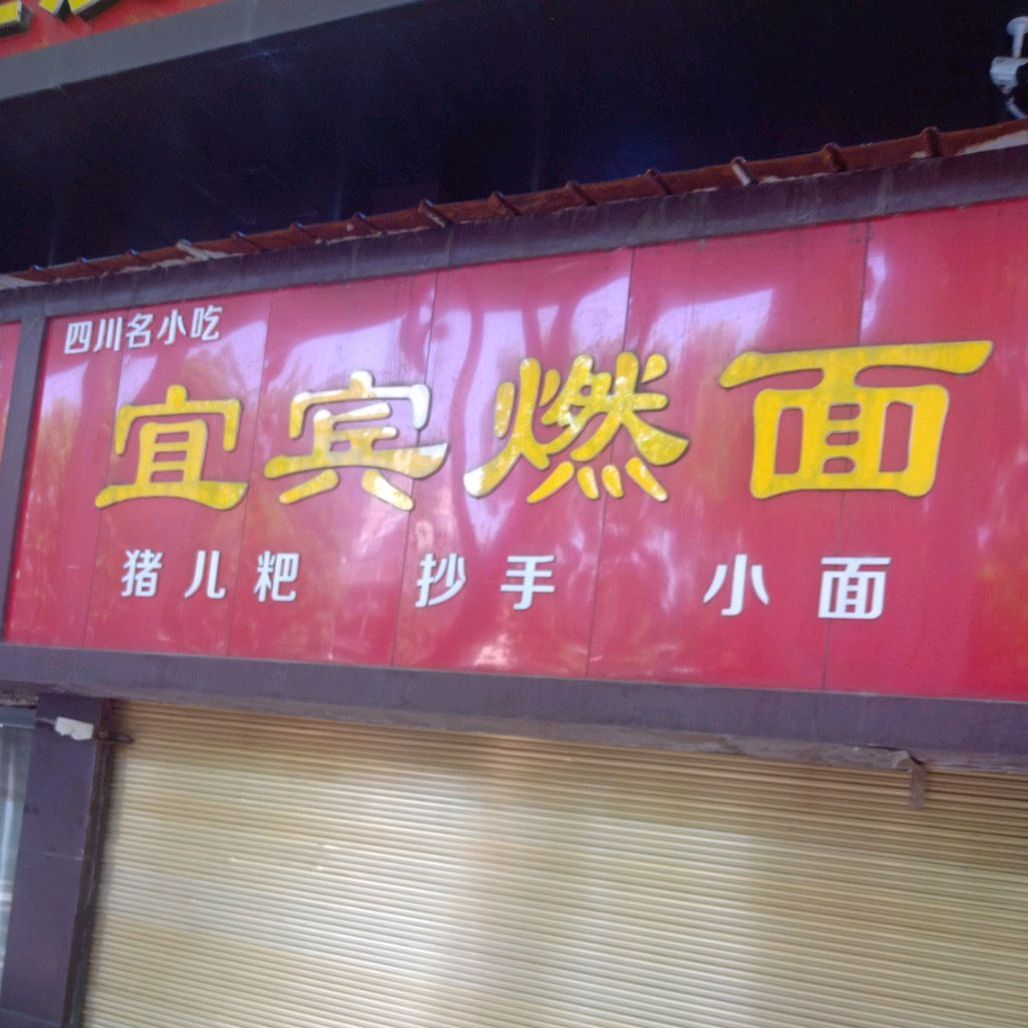 四川名小吃
宜宾燃面
猪儿粑 抄手 小面